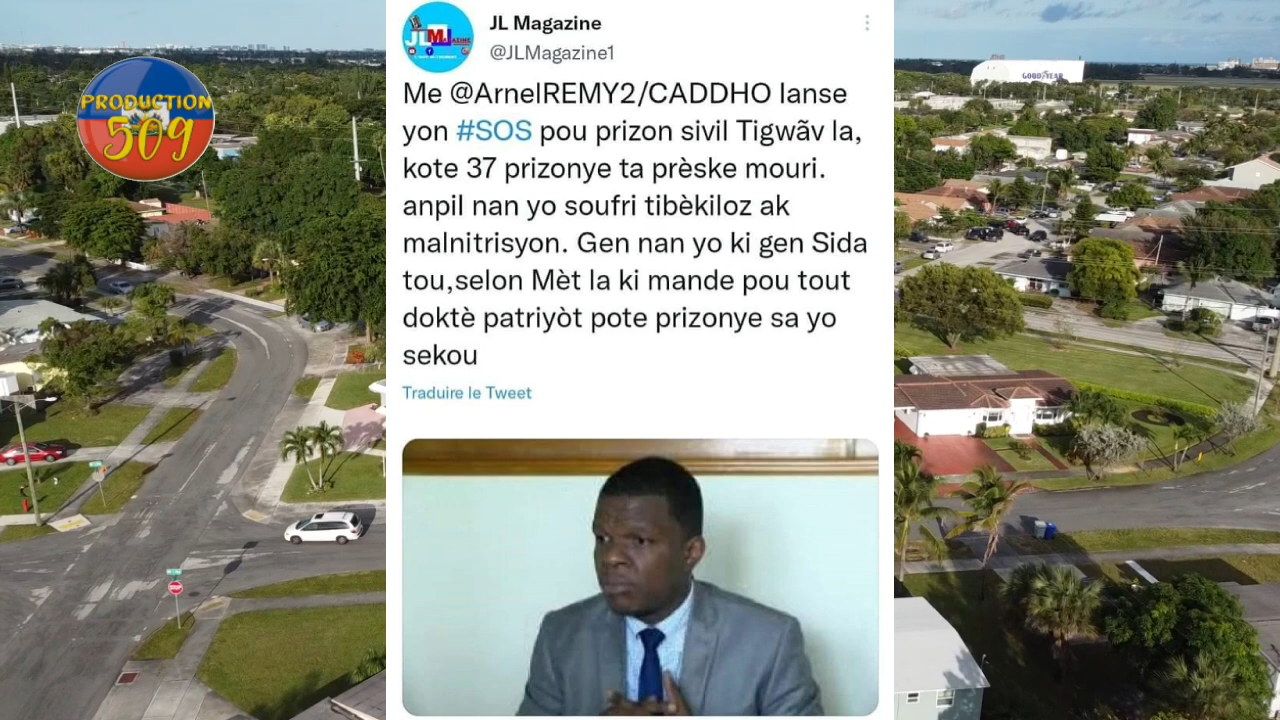 PRODUCTION
509
JL Magazine
@JLMagazine1
Me @ArnelREMY2/CADDHO lanse
yon #SOS pou prizon sivil Tigwãv la,
kote 37 prizonye ta prèske mouri.
anpil nan yo soufri tibèkiloz ak
malnitrisyon. Gen nan yo ki gen Sida
tou,selon Mèt la ki mande pou tout
doktè patriyòt pote prizonye sa yo
sekou
Traduire le Tweet
GOODYEAR